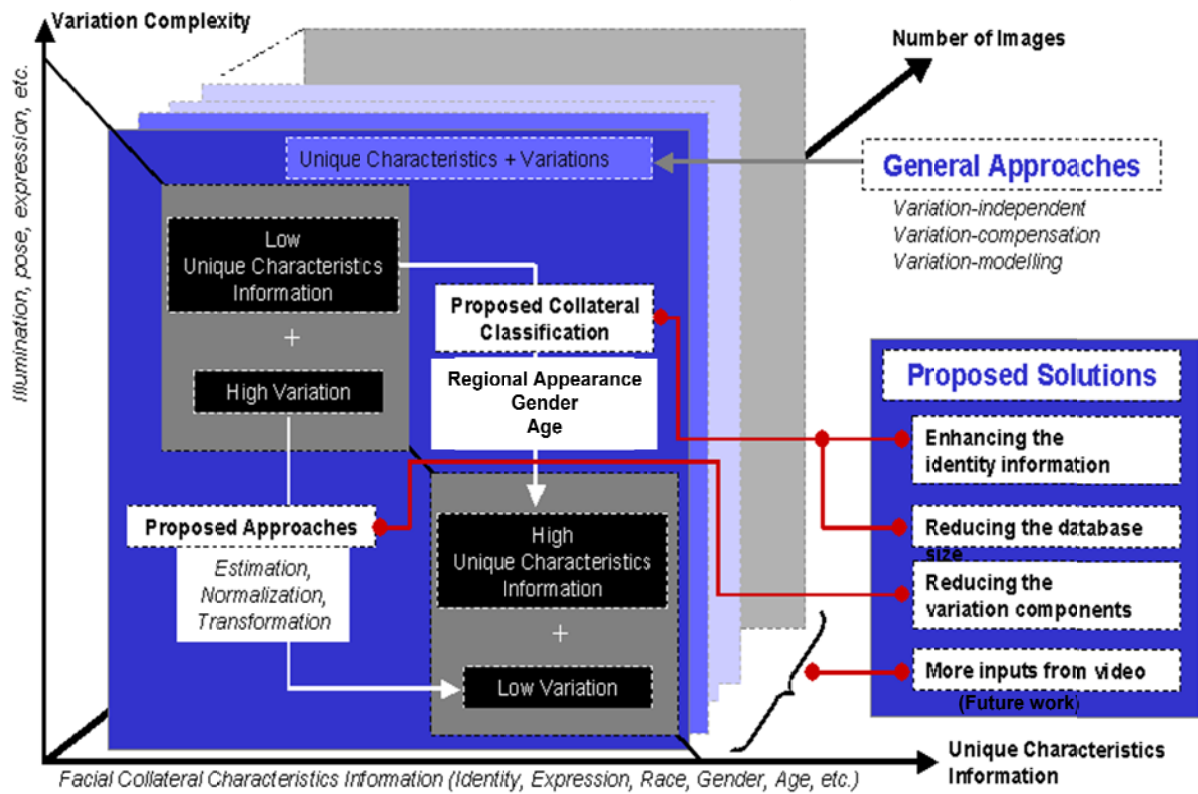 Variation Complexity
Number of Images
Illumination, pose, expression, etc.
Unique Characteristics + Variations
General Approaches
Variation-independent
Variation-compensation
Variation-modelling
Low
Unique Characteristics
Information
+
High Variation
Proposed Collateral
Classification
Regional Appearance
Gender
Age
Proposed Approaches
Estimation,
Normalization,
Transformation
High
Unique Characteristics
Information
+
Low Variation
Proposed Solutions
Enhancing the
identity information
Reducing the database
size
Reducing the
variation components
More inputs from video
(Future work)
Unique Characteristics
Information
Facial Collateral Characteristics Information (Identity, Expression, Race, Gender, Age, etc.)